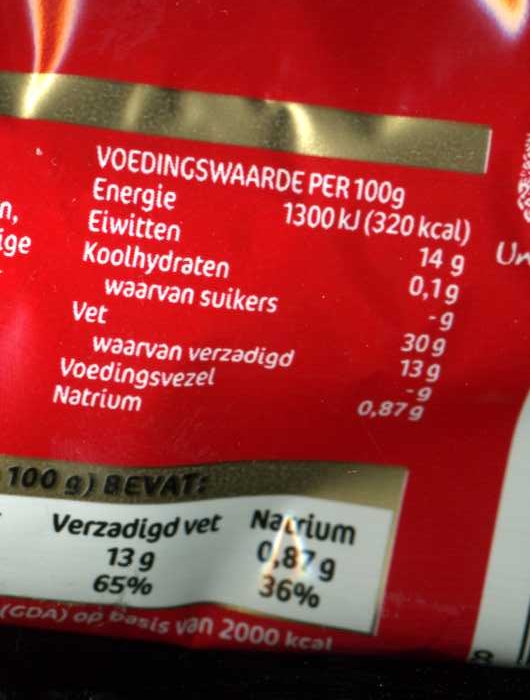 VOEDINGSWAARDE PER 100g
Energie 1300 kJ (320 kcal)
Eiwitten 14 g
Koolhydraten 0,1 g
waarvan suikers - g
Vet 30 g
waarvan verzadigd 13 g
Voedingsvezel - g
Natrium 0,87 g
n,
ige
Un
100 g) BEVAT:
Verzadigd vet Natrium
13 g 0,87 g
65% 36%
(GDA) op basis van 2000 kcal